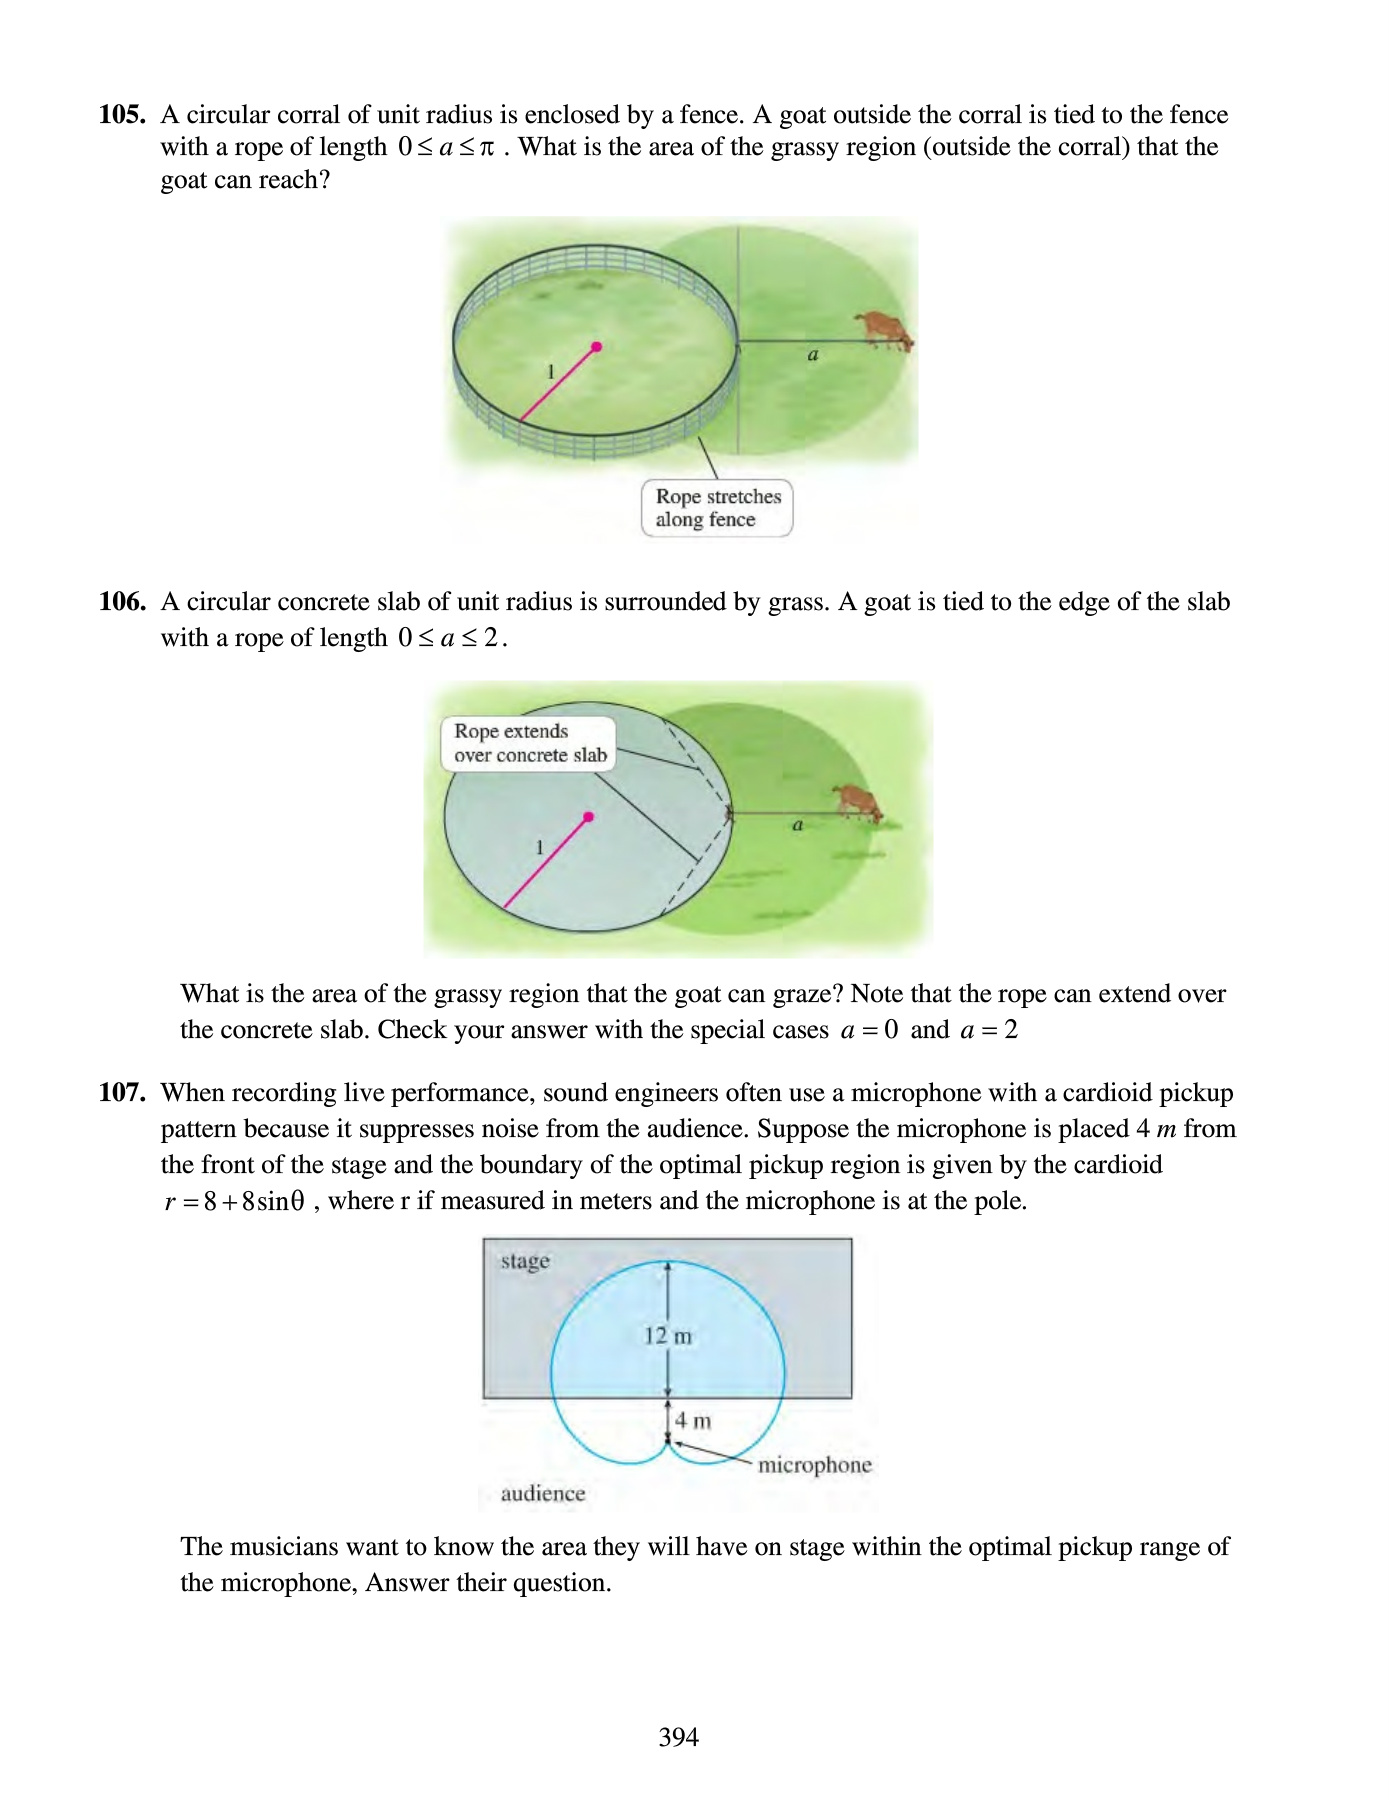 105. A circular corral of unit radius is enclosed by a fence. A goat outside the corral is tied to the fence
with a rope of length 0 ≤ a ≤ π . What is the area of the grassy region (outside the corral) that the
goat can reach?
1
a
Rope stretches
along fence
106. A circular concrete slab of unit radius is surrounded by grass. A goat is tied to the edge of the slab
with a rope of length 0 ≤ a ≤ 2.
Rope extends
over concrete slab
1
a
What is the area of the grassy region that the goat can graze? Note that the rope can extend over
the concrete slab. Check your answer with the special cases a = 0 and a = 2
107. When recording live performance, sound engineers often use a microphone with a cardioid pickup
pattern because it suppresses noise from the audience. Suppose the microphone is placed 4 m from
the front of the stage and the boundary of the optimal pickup region is given by the cardioid
r = 8 + 8sinθ , where r if measured in meters and the microphone is at the pole.
stage
12 m
4 m
microphone
audience
The musicians want to know the area they will have on stage within the optimal pickup range of
the microphone, Answer their question.
394